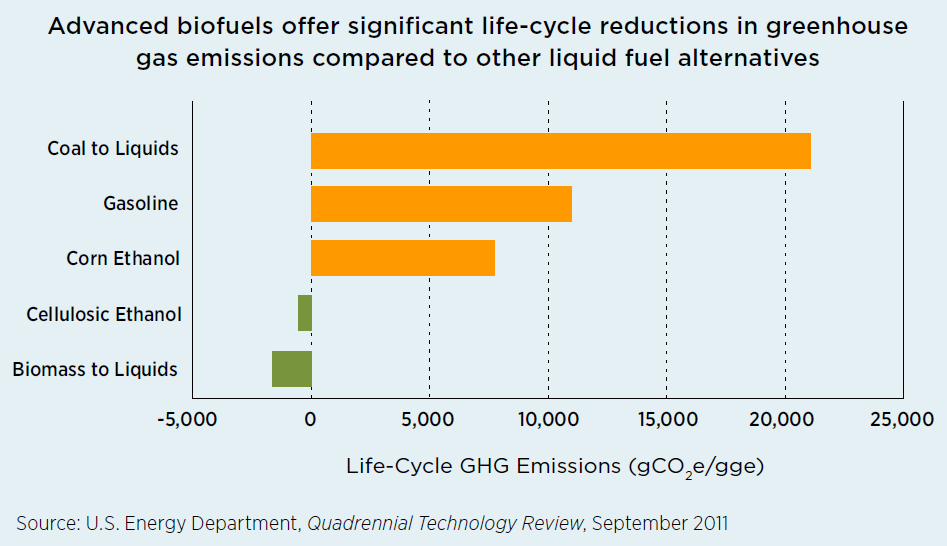 Advanced biofuels offer significant life-cycle reductions in greenhouse
gas emissions compared to other liquid fuel alternatives
Coal to Liquids
Gasoline
Corn Ethanol
Cellulosic Ethanol
Biomass to Liquids
-5,000 0 5,000 10,000 15,000 20,000 25,000
Life-Cycle GHG Emissions (gCO₂e/gge)
Source: U.S. Energy Department, Quadrennial Technology Review, September 2011